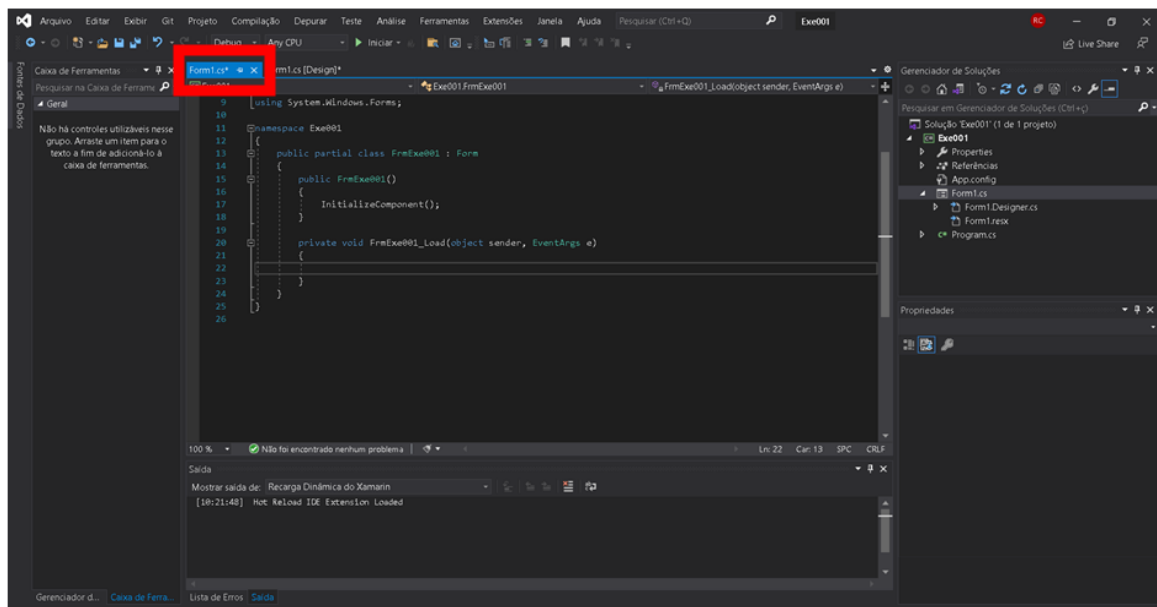 Arquivo Editar Exibir Git Projeto Compilação Depurar Teste Análise Ferramentas Extensões Janela Ajuda Pesquisar (Ctrl+Q) Exe001 RC
Debug Any CPU Iniciar Live Share
Fontes de Dados
Caixa de Ferramentas
Pesquisar na Caixa de Ferrame
Geral
Não há controles utilizáveis nesse
grupo. Arraste um item para o
texto a fim de adicioná-lo à
caixa de ferramentas.
Gerenciador d... Caixa de Ferra...
Form1.cs* Form1.cs [Design]*
Exe001 Exe001.FrmExe001 FrmExe001_Load(object sender, EventArgs e)
9 using System.Windows.Forms;
10
11 namespace Exe001
12 {
13 public partial class FrmExe001 : Form
14 {
15 public FrmExe001()
16 {
17 InitializeComponent();
18 }
19
20 private void FrmExe001_Load(object sender, EventArgs e)
21 {
22
23 }
24 }
25 }
26
100 % Não foi encontrado nenhum problema Ln: 22 Car: 13 SPC CRLF
Saída
Mostrar saída de: Recarga Dinâmica do Xamarin
[10:21:48] Hot Reload IDE Extension Loaded
Lista de Erros Saída
Gerenciador de Soluções
Pesquisar em Gerenciador de Soluções (Ctrl+ç)
Solução 'Exe001' (1 de 1 projeto)
Exe001
Properties
Referências
App.config
Form1.cs
Form1.Designer.cs
Form1.resx
C# Program.cs
Propriedades